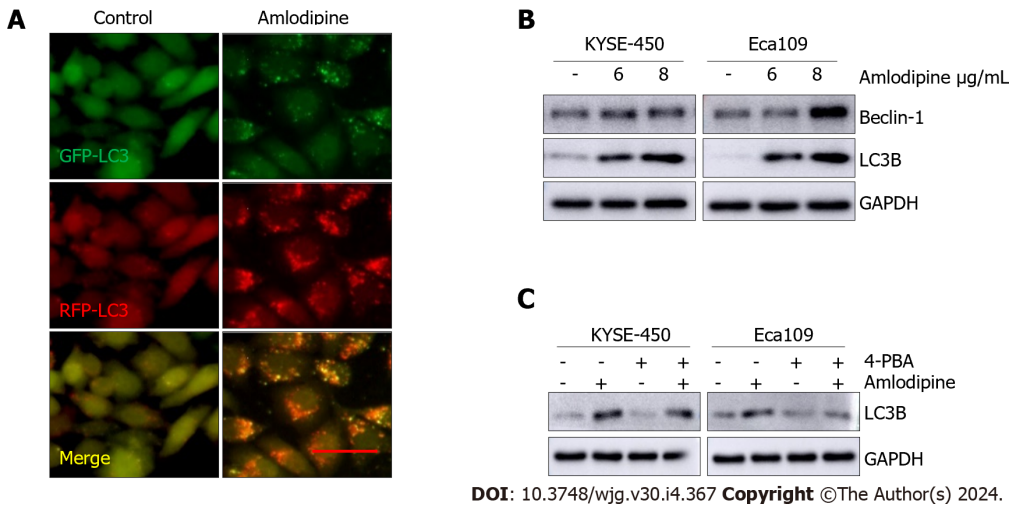 A
Control Amlodipine
GFP-LC3
RFP-LC3
Merge
B
KYSE-450 Eca109
- 6 8 - 6 8 Amlodipine µg/mL
Beclin-1
LC3B
GAPDH
C
KYSE-450 Eca109
- - + + - - + + 4-PBA
- + - + - + - + Amlodipine
LC3B
GAPDH
DOI: 10.3748/wjg.v30.i4.367 Copyright ©The Author(s) 2024.